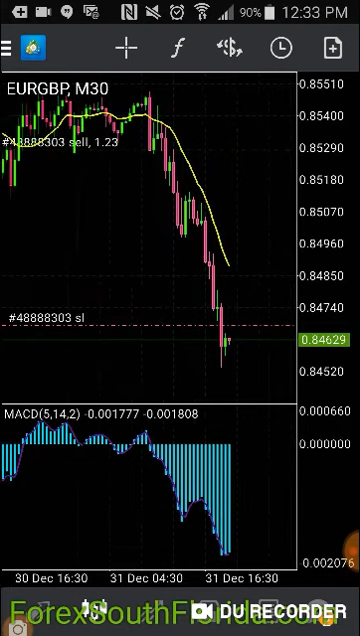 90% 12:33 PM
EURGBP, M30
0.85511
0.85400
#48888303 sell, 1.23
0.85290
0.85180
0.85070
0.84960
0.84850
0.84740
#48888303 sl
0.84629
0.84520
MACD(5,14,2) -0.001777 -0.001808
0.000660
0.000000
0.002076
30 Dec 16:30 31 Dec 04:30 31 Dec 16:30
ForexSouthFlorida.com
DU RECORDER